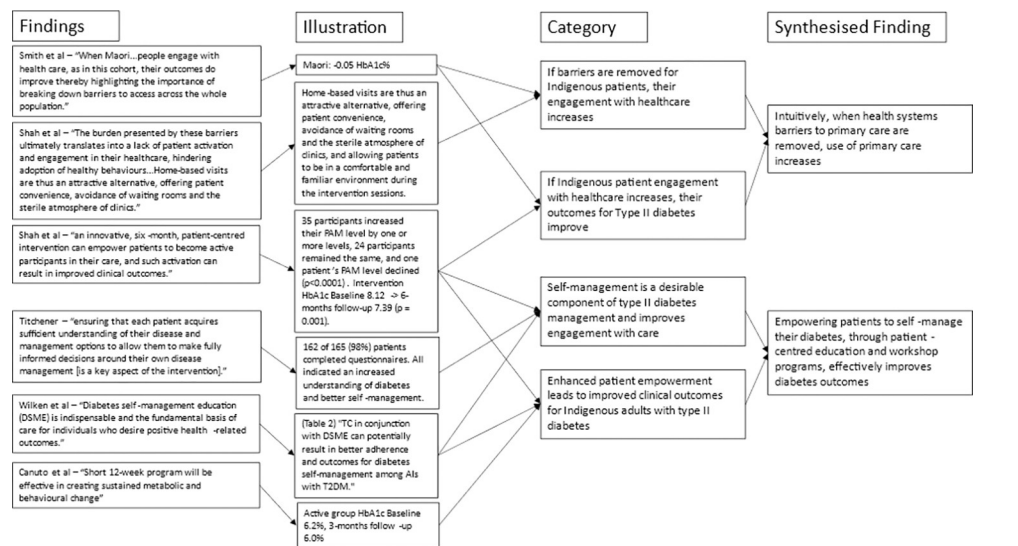 Findings
Smith et al – “When Maori…people engage with
health care, as in this cohort, their outcomes do
improve thereby highlighting the importance of
breaking down barriers to access across the whole
population.”
Shah et al – “The burden presented by these barriers
ultimately translates into a lack of patient activation
and engagement in their healthcare, hindering
adoption of healthy behaviours…Home-based visits
are thus an attractive alternative, offering patient
convenience, avoidance of waiting rooms and the
sterile atmosphere of clinics.”
Shah et al – “an innovative, six -month, patient-centred
intervention can empower patients to become active
participants in their care, and such activation can
result in improved clinical outcomes.”
Titchener – “ensuring that each patient acquires
sufficient understanding of their disease and
management options to allow them to make fully
informed decisions around their own disease
management [is a key aspect of the intervention].”
Wilken et al – “Diabetes self -management education
(DSME) is indispensable and the fundamental basis of
care for individuals who desire positive health -related
outcomes.”
Canuto et al – “Short 12-week program will be
effective in creating sustained metabolic and
behavioural change”
Illustration
Maori: -0.05 HbA1c%
Home -based visits are thus an
attractive alternative, offering
patient convenience,
avoidance of waiting rooms
and the sterile atmosphere of
clinics, and allowing patients
to be in a comfortable and
familiar environment during
the intervention sessions.
35 participants increased
their PAM level by one or
more levels, 24 participants
remained the same, and one
patient’s PAM level declined
(p<0.0001) . Intervention
HbA1c Baseline 8.12 -> 6-
months follow-up 7.39 (p =
0.001).
162 of 165 (98%) patients
completed questionnaires. All
indicated an increased
understanding of diabetes
and better self -management.
(Table 2) “TC in conjunction
with DSME can potentially
result in better adherence
and outcomes for diabetes
self-management among AIs
with T2DM.”
Active group HbA1c Baseline
6.2%, 3-months follow -up
6.0%
Category
If barriers are removed for
Indigenous patients, their
engagement with healthcare
increases
If Indigenous patient engagement
with healthcare increases, their
outcomes for Type II diabetes
improve
Self-management is a desirable
component of type II diabetes
management and improves
engagement with care
Enhanced patient empowerment
leads to improved clinical outcomes
for Indigenous adults with type II
diabetes
Synthesised Finding
Intuitively, when health systems
barriers to primary care are
removed, use of primary care
increases
Empowering patients to self -manage
their diabetes, through patient -
centred education and workshop
programs, effectively improves
diabetes outcomes